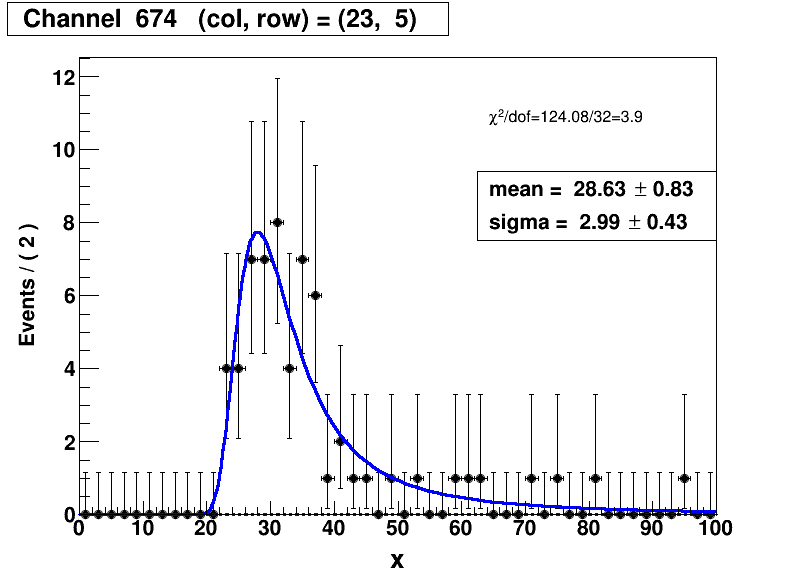 Channel 674 (col, row) = (23, 5)
12
χ²/dof=124.08/32=3.9
10
mean = 28.63 ± 0.83
sigma = 2.99 ± 0.43
8
Events / ( 2 )
6
4
2
0
0 10 20 30 40 50 60 70 80 90 100
x